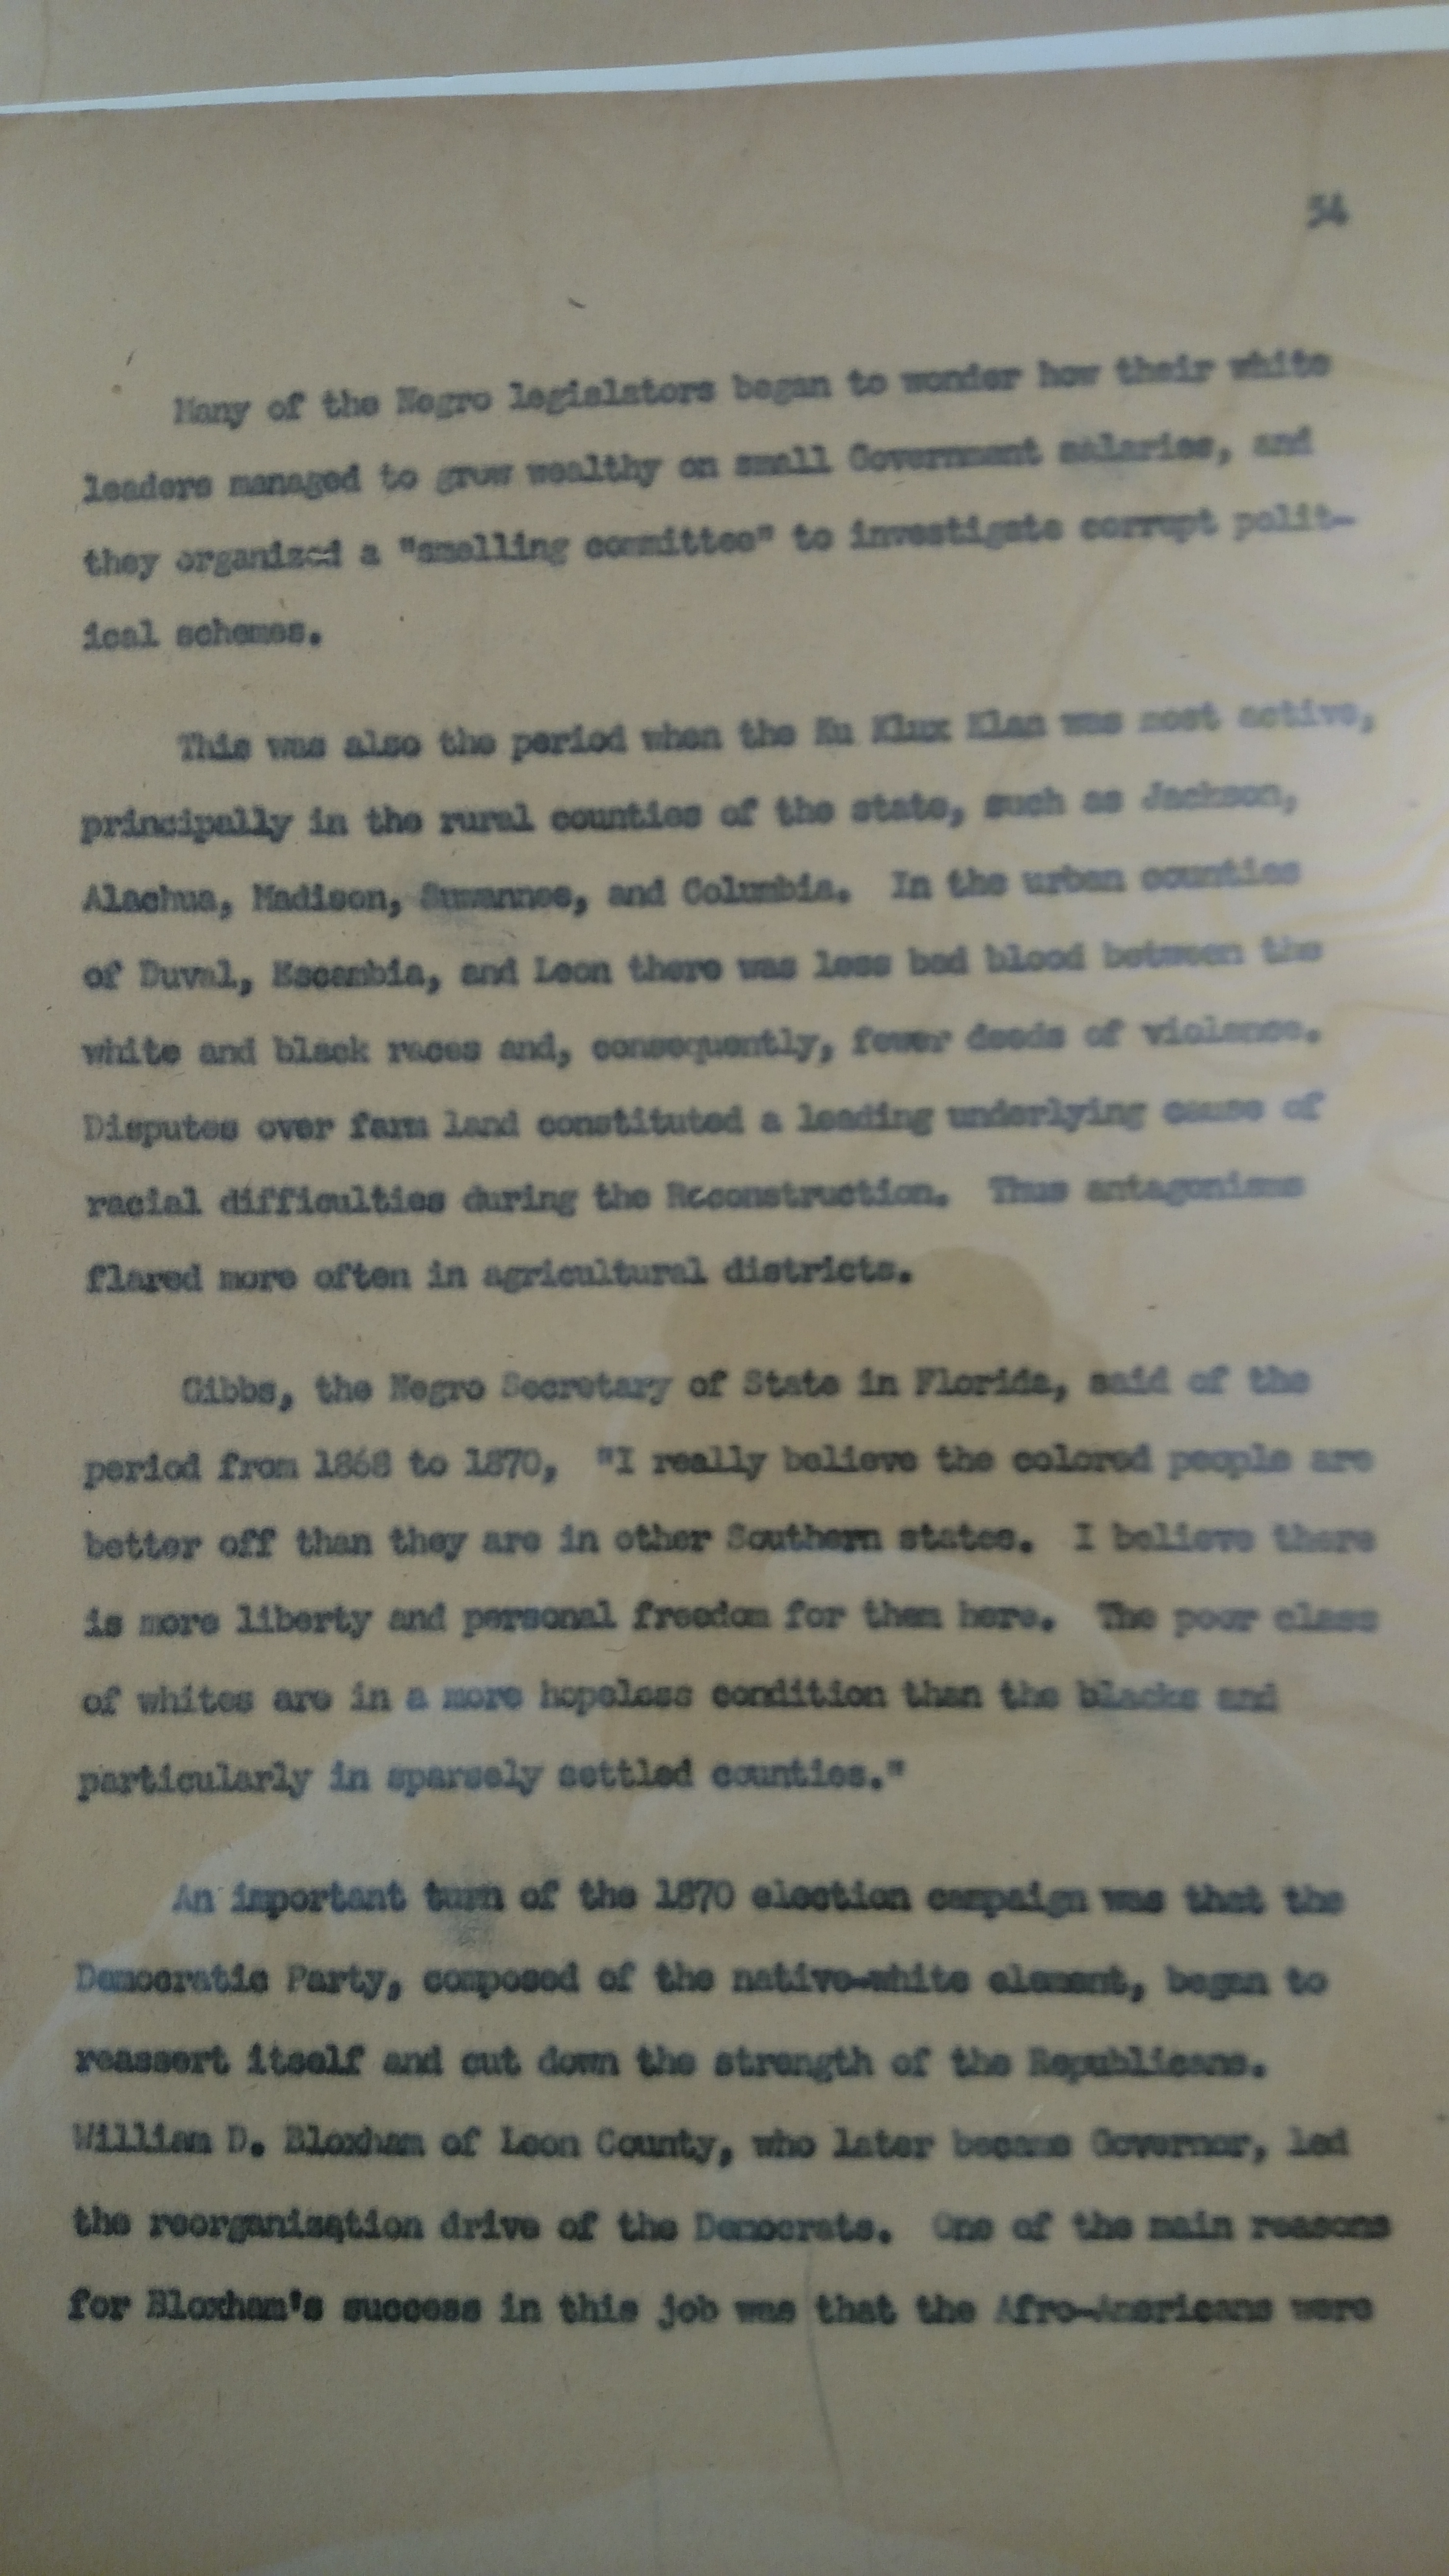 54
Many of the Negro legislators began to wonder how their white
leaders managed to grow wealthy on small Government salaries, and
they organized a "smelling committee" to investigate corrupt polit-
ical schemes.
This was also the period when the Ku Klux Klan was most active,
principally in the rural counties of the state, such as Jackson,
Alachua, Madison, Suwannee, and Columbia. In the urban counties
of Duval, Escambia, and Leon there was less bad blood between the
white and black races and, consequently, fewer deeds of violence.
Disputes over farm land constituted a leading underlying cause of
racial difficulties during the Reconstruction. Thus antagonisms
flared more often in agricultural districts.
Gibbs, the Negro Secretary of State in Florida, said of the
period from 1868 to 1870, "I really believe the colored people are
better off than they are in other Southern states. I believe there
is more liberty and personal freedom for them here. The poor class
of whites are in a more hopeless condition than the blacks and
particularly in sparsely settled counties."
An important turn of the 1870 election campaign was that the
Democratic Party, composed of the native-white element, began to
reassert itself and cut down the strength of the Republicans.
William D. Bloxham of Leon County, who later became Governor, led
the reorganization drive of the Democrats. One of the main reasons
for Bloxham's success in this job was that the Afro-Americans were